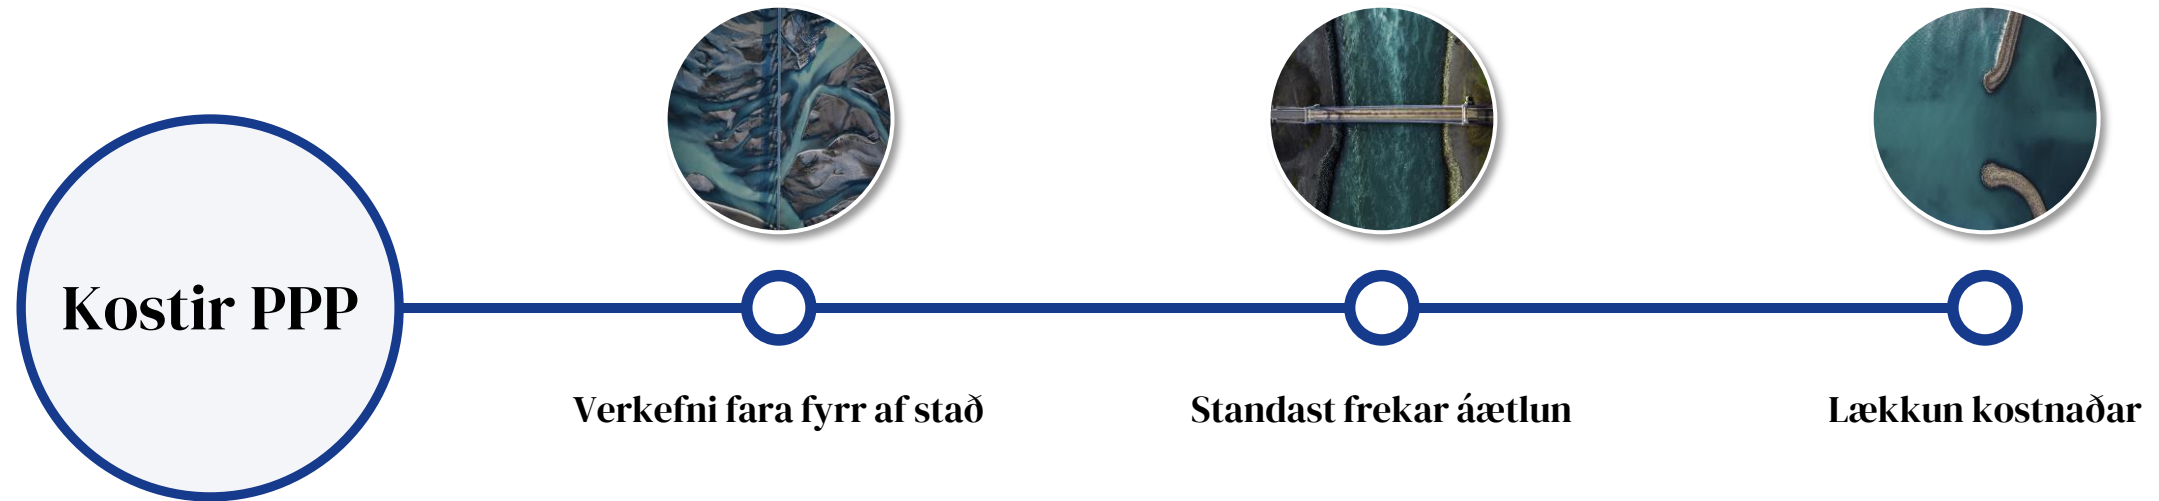 Kostir PPP
Verkefni fara fyrr af stað
Standast frekar áætlun
Lækkun kostnaðar